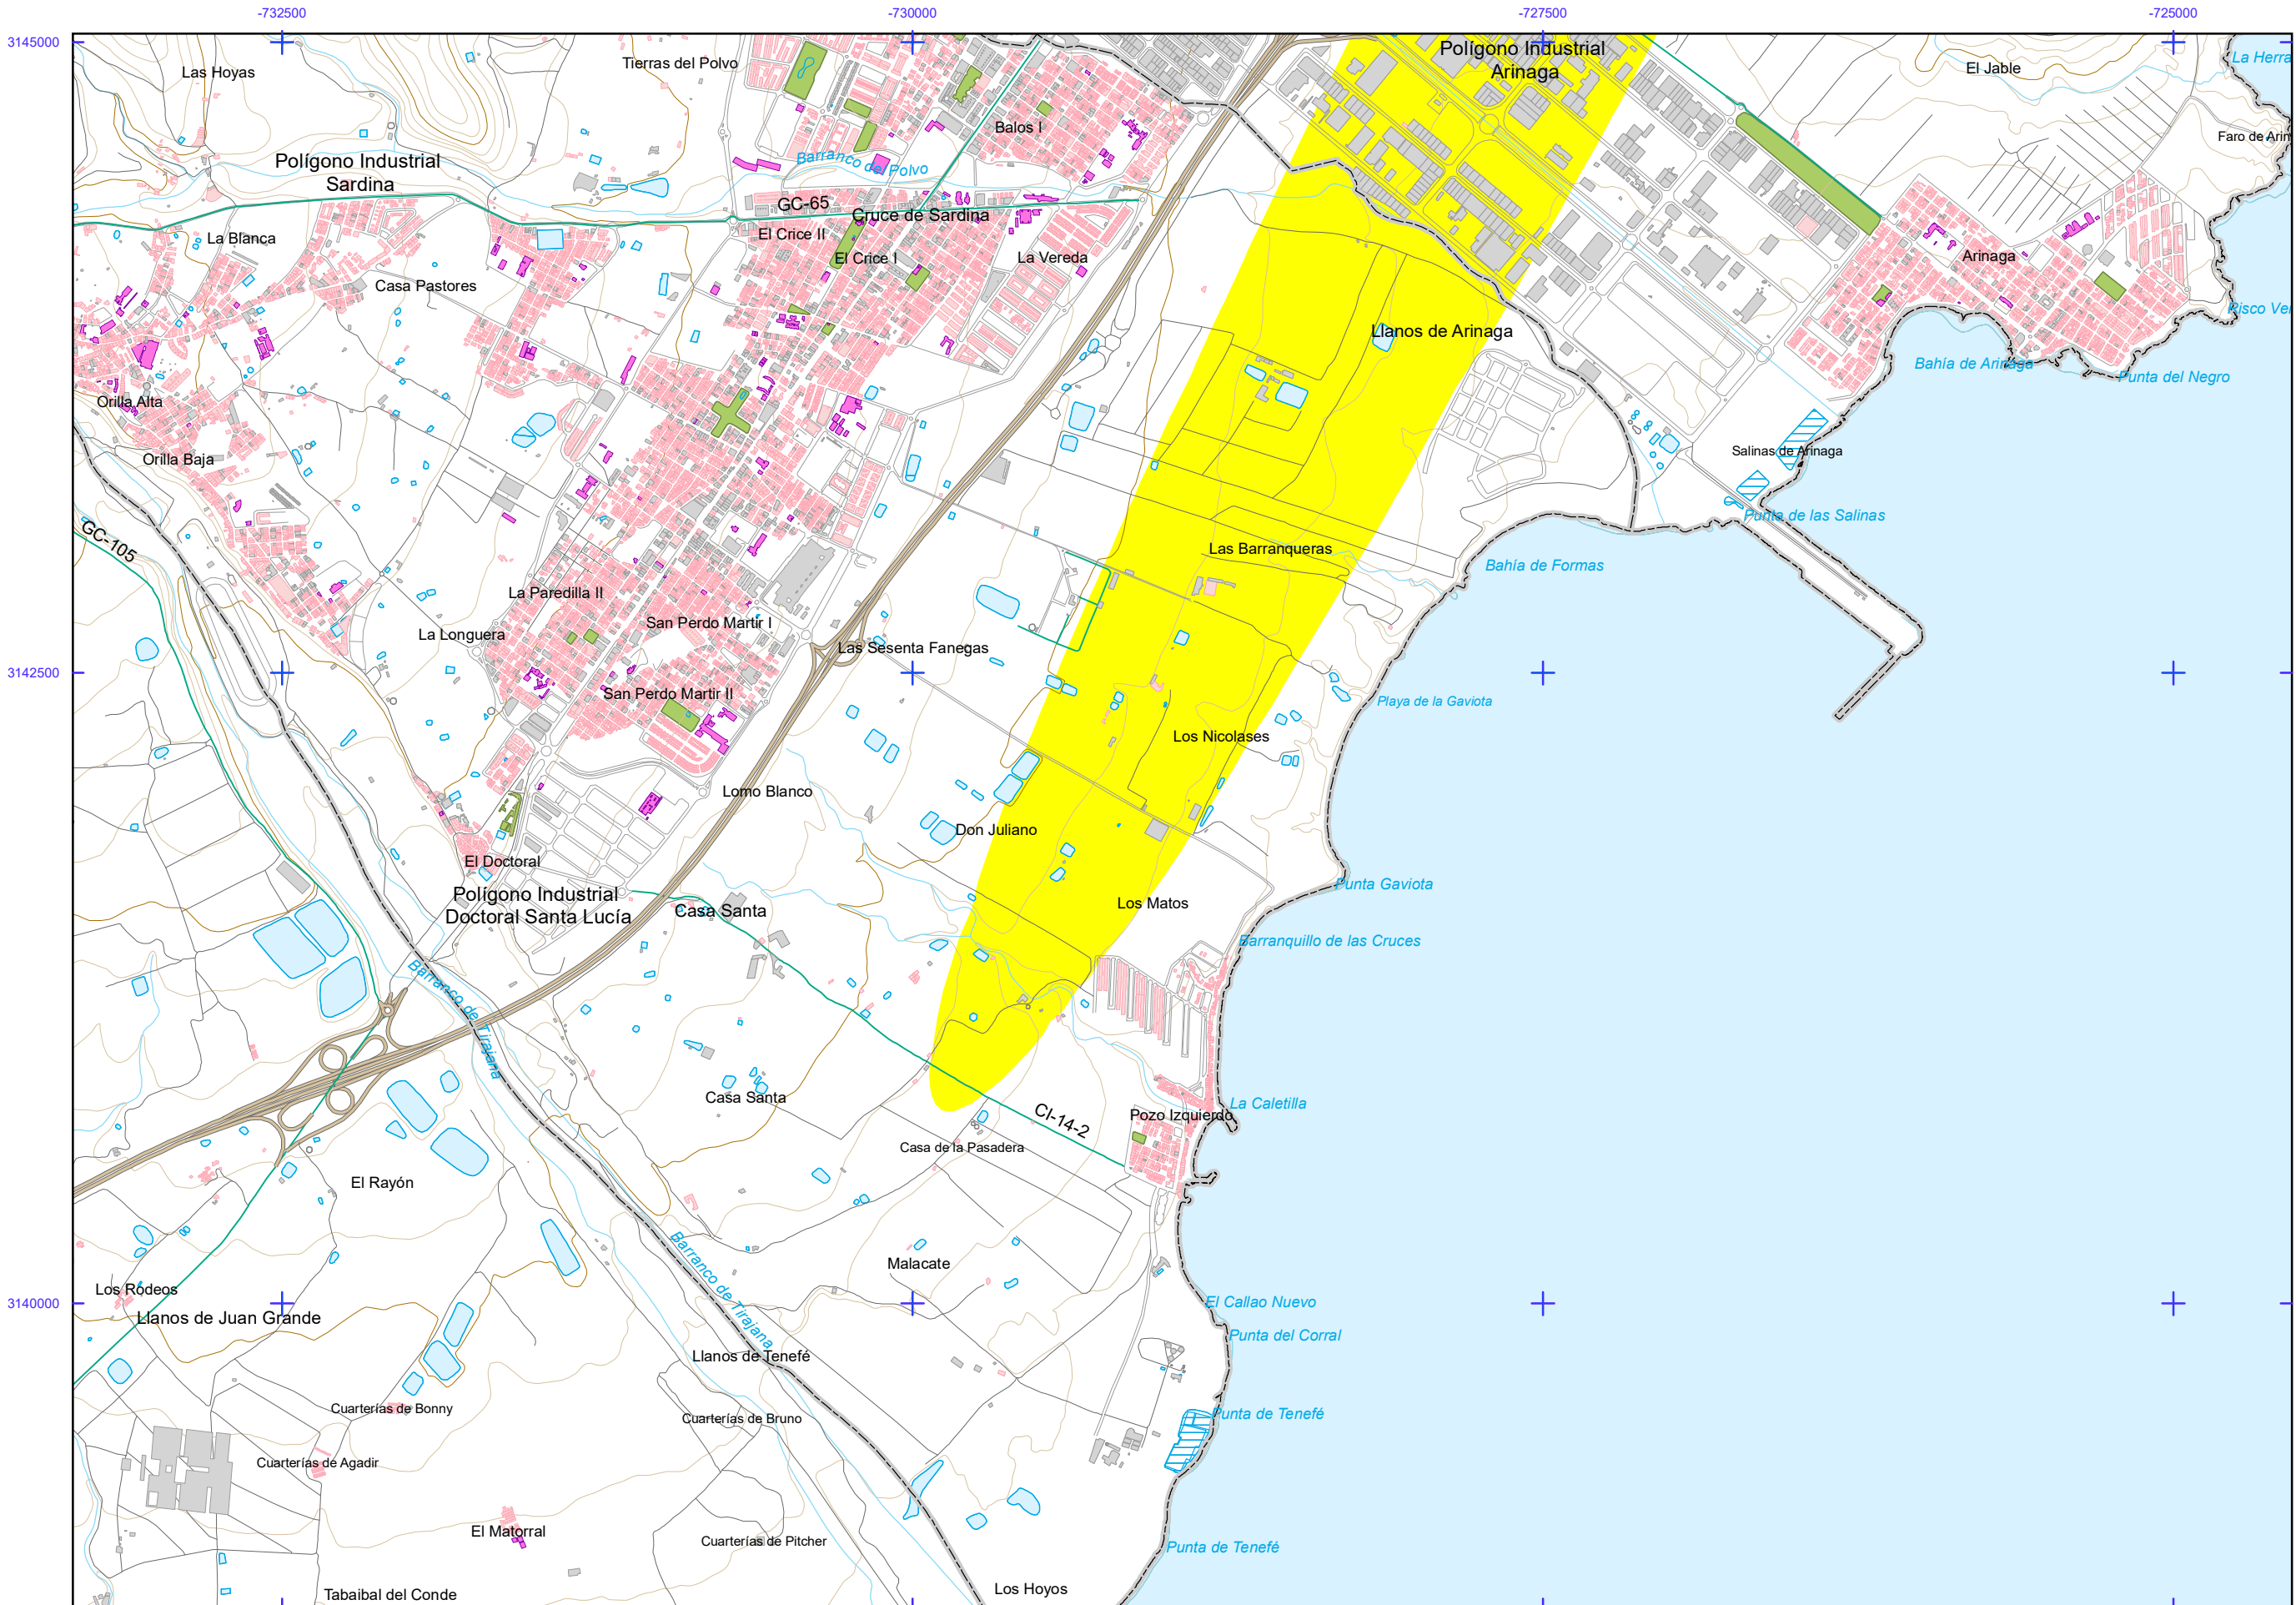 -732500
-730000
-727500
-725000
3145000
Polígono Industrial
Arinaga
La Herra
Las Hoyas
Tierras del Polvo
El Jable
Balos I
Faro de Arin
Polígono Industrial
Sardina
Barranco del Polvo
GC-65
Cruce de Sardina
La Blanca
El Crice II
El Crice I
La Vereda
Arinaga
Casa Pastores
Risco Ver
Llanos de Arinaga
Bahía de Arinaga
Punta del Negro
Orilla Alta
Orilla Baja
Salinas de Arinaga
Punta de las Salinas
GC-105
Las Barranqueras
Bahía de Formas
La Paredilla II
San Perdo Martir I
La Longuera
Las Sesenta Fanegas
3142500
San Perdo Martir II
Playa de la Gaviota
Los Nicolases
Lomo Blanco
Don Juliano
El Doctoral
Polígono Industrial
Doctoral Santa Lucía
Punta Gaviota
Casa Santa
Los Matos
Barranquillo de las Cruces
Barranco de Tirajana
Casa Santa
La Caletilla
CI-14-2
Pozo Izquierdo
Casa de la Pasadera
El Rayón
Barranco de Tirajana
Malacate
Los Rodeos
3140000
El Callao Nuevo
Llanos de Juan Grande
Punta del Corral
Llanos de Tenefé
Cuarterías de Bonny
Cuarterías de Bruno
Punta de Tenefé
Cuarterías de Agadir
El Matorral
Cuarterías de Pitcher
Punta de Tenefé
Los Hoyos
Tabaibal del Conde